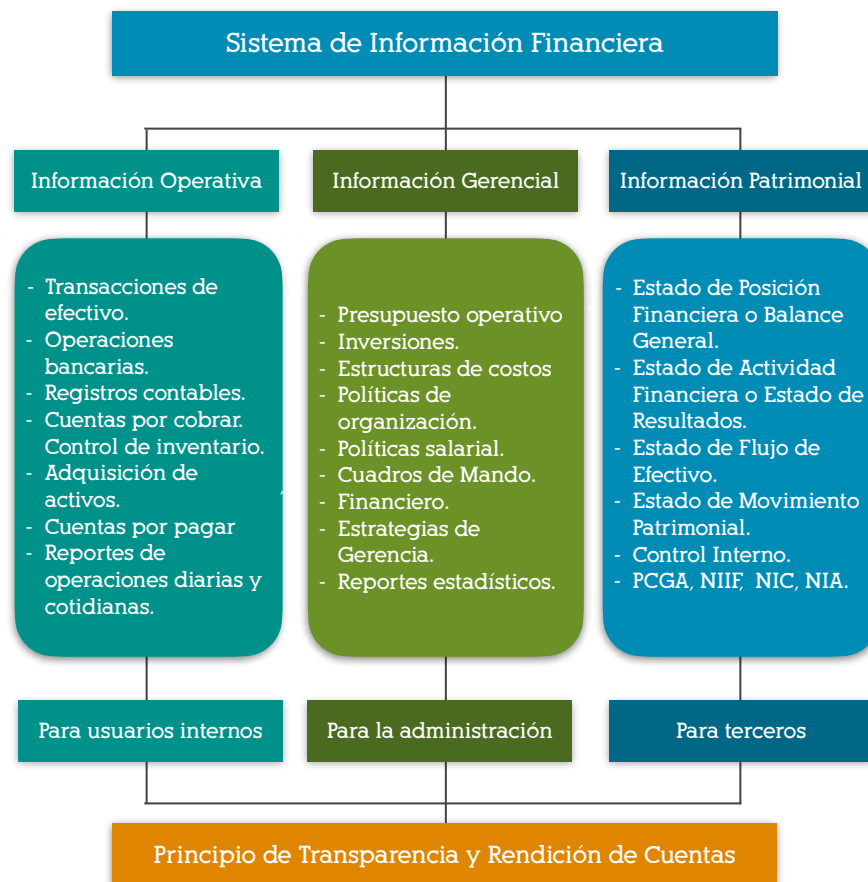 Sistema de Información Financiera
Información Operativa
Información Gerencial
Información Patrimonial
- Transacciones de
efectivo.
- Operaciones
bancarias.
- Registros contables.
- Cuentas por cobrar.
Control de inventario.
- Adquisición de
activos.
- Cuentas por pagar
- Reportes de
operaciones diarias y
cotidianas.
- Presupuesto operativo
- Inversiones.
- Estructuras de costos
- Políticas de
organización.
- Políticas salarial.
- Cuadros de Mando.
- Financiero.
- Estrategias de
Gerencia.
- Reportes estadísticos.
- Estado de Posición
Financiera o Balance
General.
- Estado de Actividad
Financiera o Estado de
Resultados.
- Estado de Flujo de
Efectivo.
- Estado de Movimiento
Patrimonial.
- Control Interno.
- PCGA, NIIF, NIC, NIA.
Para usuarios internos
Para la administración
Para terceros
Principio de Transparencia y Rendición de Cuentas